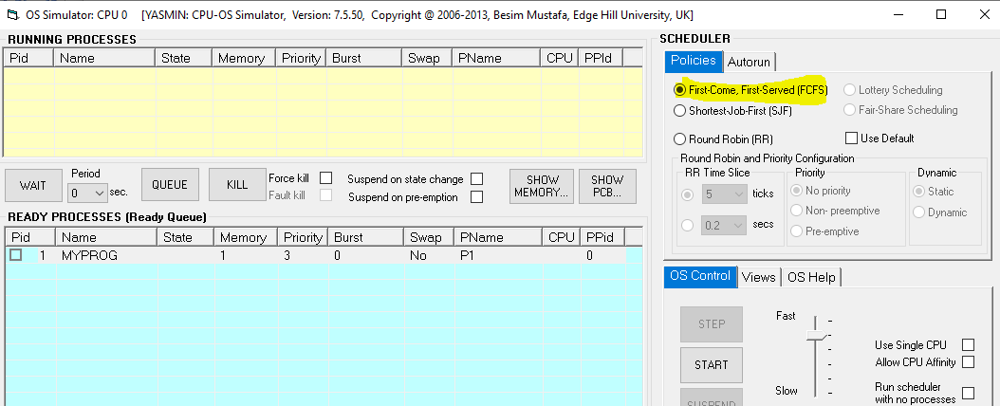 OS Simulator: CPU 0 [YASMIN: CPU-OS Simulator, Version: 7.5.50, Copyright @ 2006-2013, Besim Mustafa, Edge Hill University, UK]
RUNNING PROCESSES
Pid Name State Memory Priority Burst Swap PName CPU PPId
WAIT
Period
0 sec.
QUEUE
KILL
Force kill
Fault kill
Suspend on state change
Suspend on pre-emption
SHOW
MEMORY...
SHOW
PCB...
READY PROCESSES (Ready Queue)
Pid Name State Memory Priority Burst Swap PName CPU PPId
1 MYPROG 1 3 0 No P1 0
SCHEDULER
Policies Autorun
First-Come, First-Served (FCFS) Lottery Scheduling
Shortest-Job-First (SJF) Fair-Share Scheduling
Round Robin (RR) Use Default
Round Robin and Priority Configuration
RR Time Slice
5 ticks
0.2 secs
Priority
No priority
Non- preemptive
Pre-emptive
Dynamic
Static
Dynamic
OS Control Views OS Help
STEP
START
SUSPEND
Fast
Slow
Use Single CPU
Allow CPU Affinity
Run scheduler
with no processes